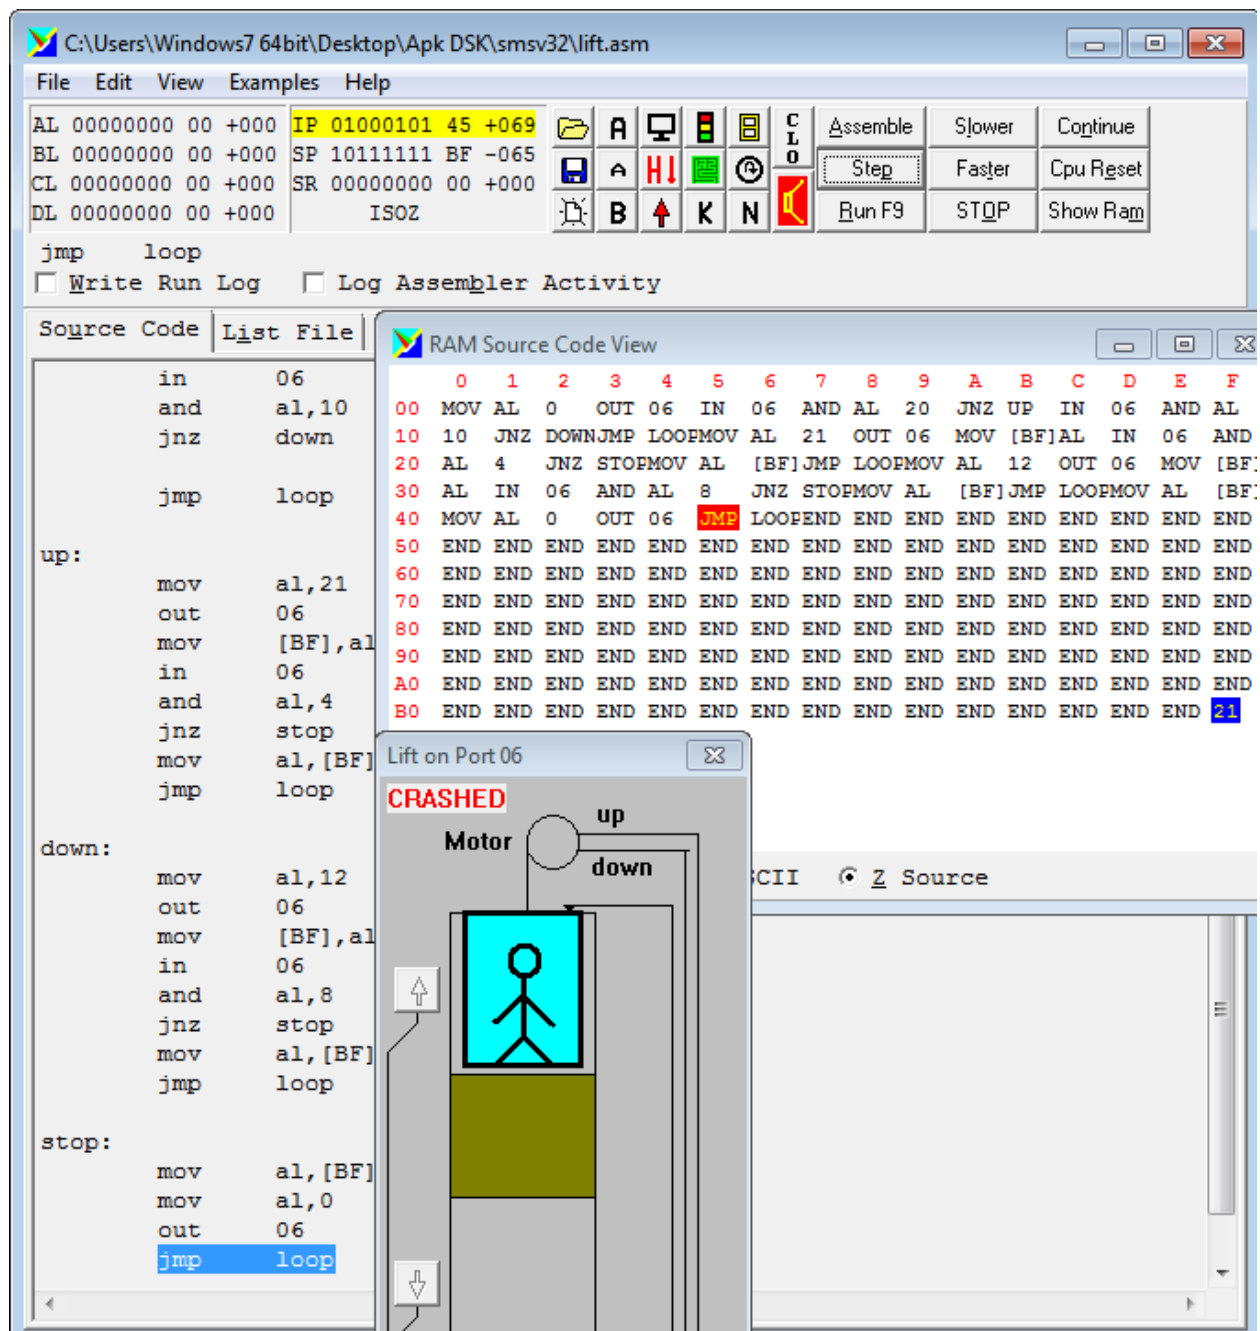 C:\Users\Windows7 64bit\Desktop\Apk DSK\smsv32\lift.asm
File Edit View Examples Help
AL 00000000 00 +000 IP 01000101 45 +069 A CLO Assemble Slower Continue
BL 00000000 00 +000 SP 10111111 BF -065
CL 00000000 00 +000 SR 00000000 00 +000 A H Step Faster Cpu Reset
DL 00000000 00 +000 ISOZ B K N Run F9 STOP Show Ram
jmp loop
Write Run Log Log Assembler Activity
Source Code List File
in 06
and al,10
jnz down
jmp loop
up:
mov al,21
out 06
mov [BF],al
in 06
and al,4
jnz stop
mov al,[BF]
jmp loop
down:
mov al,12
out 06
mov [BF],al
in 06
and al,8
jnz stop
mov al,[BF]
jmp loop
stop:
mov al,[BF]
mov al,0
out 06
jmp loop
RAM Source Code View
0 1 2 3 4 5 6 7 8 9 A B C D E F
00 MOV AL 0 OUT 06 IN 06 AND AL 20 JNZ UP IN 06 AND AL
10 10 JNZ DOWN JMP LOOP MOV AL 21 OUT 06 MOV [BF] AL IN 06 AND
20 AL 4 JNZ STOP MOV AL [BF] JMP LOOP MOV AL 12 OUT 06 MOV [BF]
30 AL IN 06 AND AL 8 JNZ STOP MOV AL [BF] JMP LOOP MOV AL [BF]
40 MOV AL 0 OUT 06 JMP LOOP END END END END END END END END END
50 END END END END END END END END END END END END END END END END
60 END END END END END END END END END END END END END END END END
70 END END END END END END END END END END END END END END END END
80 END END END END END END END END END END END END END END END END
90 END END END END END END END END END END END END END END END END
A0 END END END END END END END END END END END END END END END END
B0 END END END END END END END END END END END END END END END 21
CII Z Source
Lift on Port 06
CRASHED
up
Motor
down